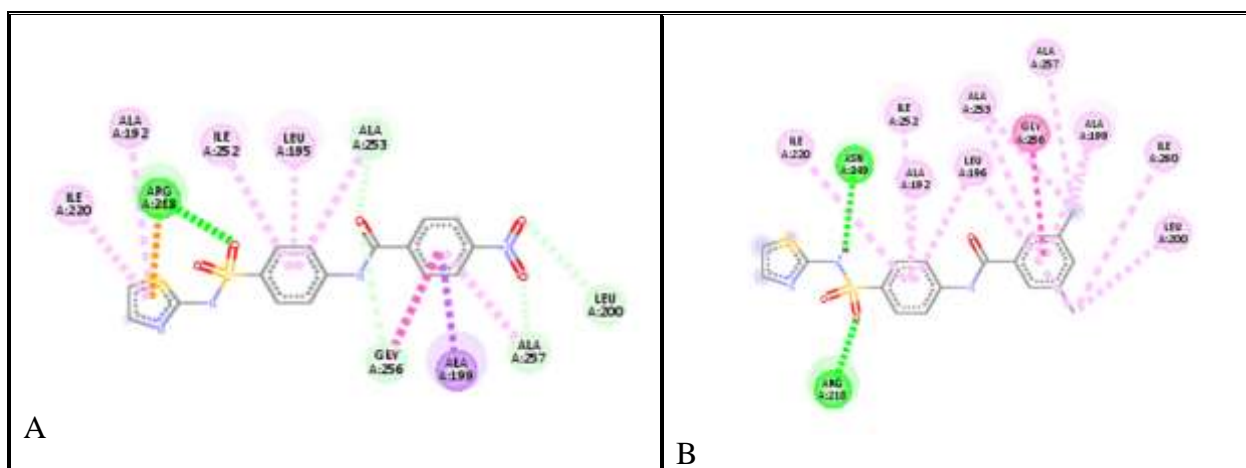 ALA
A:192
ILE
A:252
LEU
A:195
ALA
A:253
ILE
A:220
ARG
A:218
LEU
A:200
GLY
A:256
ALA
A:199
ALA
A:257
A
ALA
A:257
ALA
A:253
ILE
A:252
GLY
A:256
ALA
A:199
ILE
A:220
ASN
A:249
ALA
A:192
LEU
A:196
ILE
A:260
LEU
A:200
ARG
A:218
B